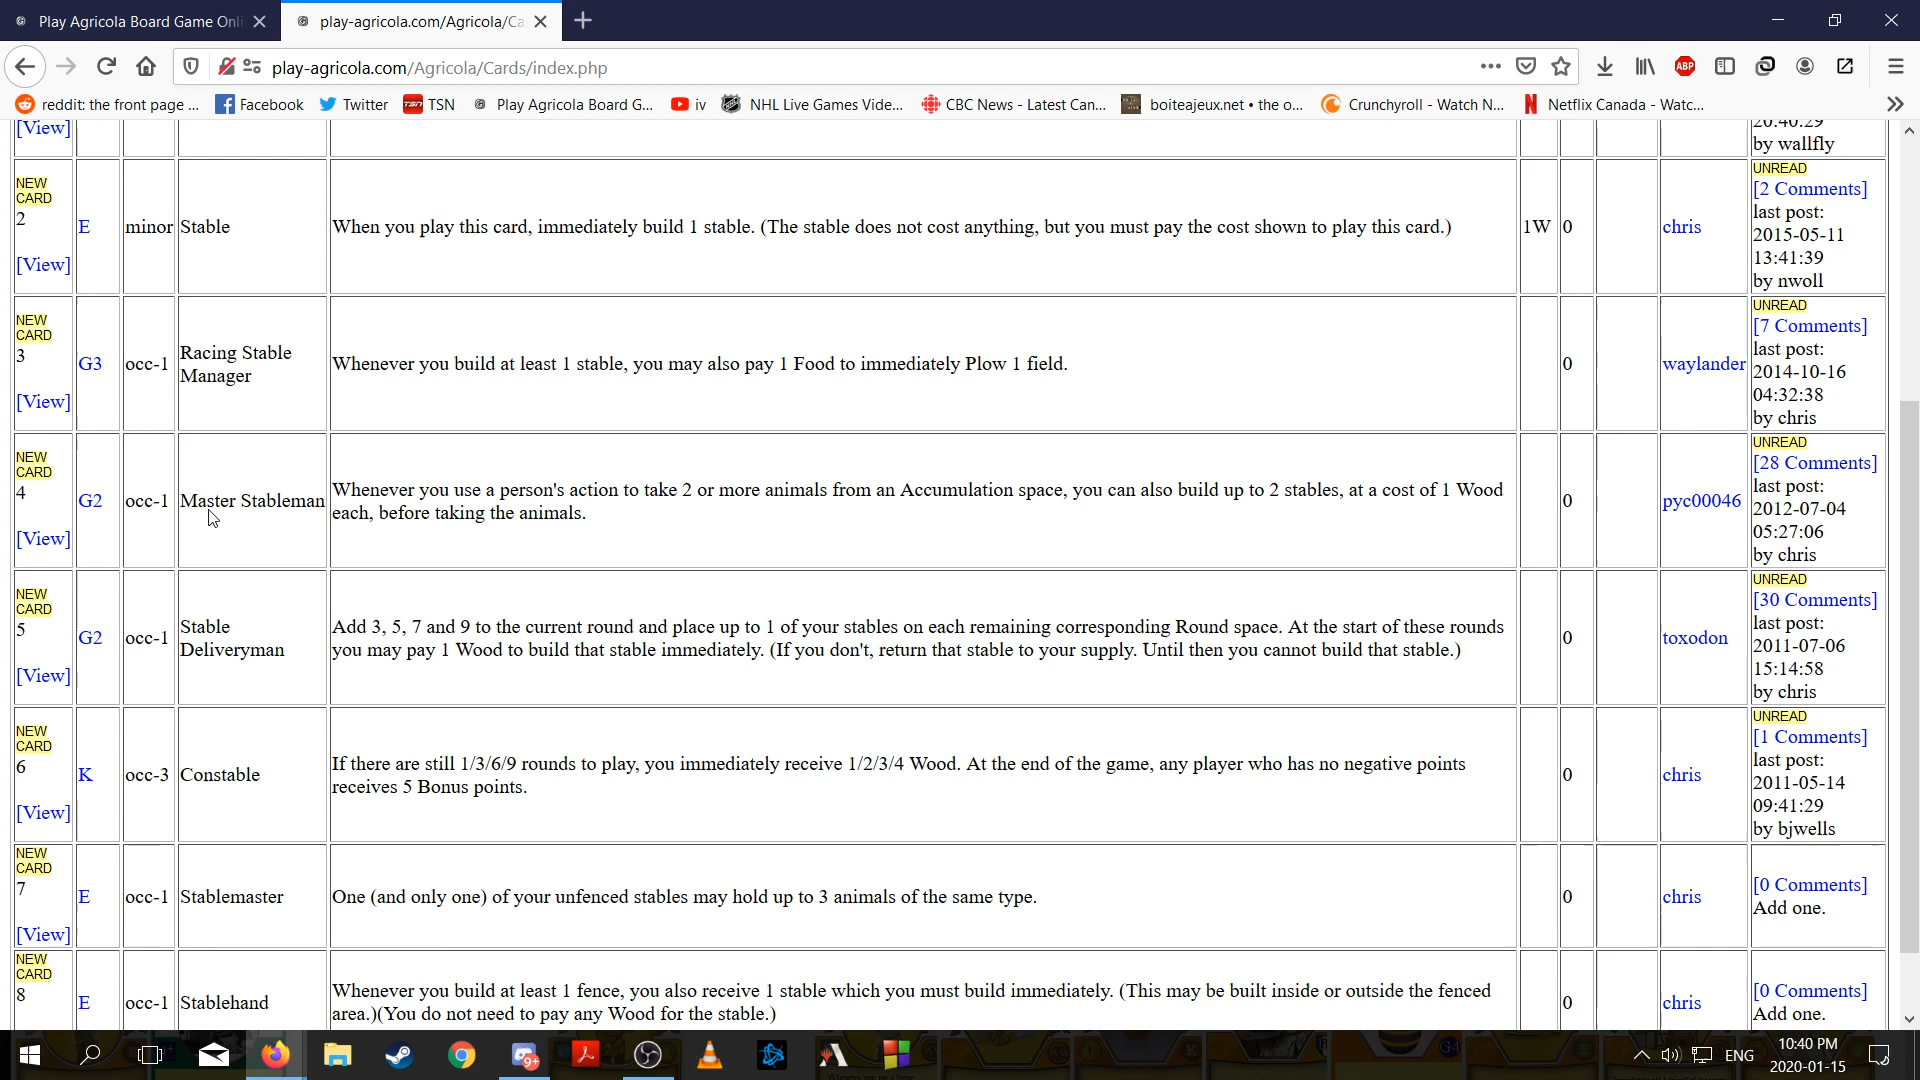 Play Agricola Board Game Onli
play-agricola.com/Agricola/Ca
play-agricola.com/Agricola/Cards/index.php
ABP
reddit: the front page ...
Facebook
Twitter
TSN
Play Agricola Board G...
iv
NHL Live Games Vide...
CBC News - Latest Can...
boiteajeux.net • the o...
Crunchyroll - Watch N...
Netflix Canada - Watc...
[View]
20:40:29
by wallfly
NEW
CARD
2
[View]
E
minor
Stable
When you play this card, immediately build 1 stable. (The stable does not cost anything, but you must pay the cost shown to play this card.)
1W
0
chris
UNREAD
[2 Comments]
last post:
2015-05-11
13:41:39
by nwoll
NEW
CARD
3
[View]
G3
occ-1
Racing Stable
Manager
Whenever you build at least 1 stable, you may also pay 1 Food to immediately Plow 1 field.
0
waylander
UNREAD
[7 Comments]
last post:
2014-10-16
04:32:38
by chris
NEW
CARD
4
[View]
G2
occ-1
Master Stableman
Whenever you use a person's action to take 2 or more animals from an Accumulation space, you can also build up to 2 stables, at a cost of 1 Wood
each, before taking the animals.
0
pyc00046
UNREAD
[28 Comments]
last post:
2012-07-04
05:27:06
by chris
NEW
CARD
5
[View]
G2
occ-1
Stable
Deliveryman
Add 3, 5, 7 and 9 to the current round and place up to 1 of your stables on each remaining corresponding Round space. At the start of these rounds
you may pay 1 Wood to build that stable immediately. (If you don't, return that stable to your supply. Until then you cannot build that stable.)
0
toxodon
UNREAD
[30 Comments]
last post:
2011-07-06
15:14:58
by chris
NEW
CARD
6
[View]
K
occ-3
Constable
If there are still 1/3/6/9 rounds to play, you immediately receive 1/2/3/4 Wood. At the end of the game, any player who has no negative points
receives 5 Bonus points.
0
chris
UNREAD
[1 Comments]
last post:
2011-05-14
09:41:29
by bjwells
NEW
CARD
7
[View]
E
occ-1
Stablemaster
One (and only one) of your unfenced stables may hold up to 3 animals of the same type.
0
chris
[0 Comments]
Add one.
NEW
CARD
8
E
occ-1
Stablehand
Whenever you build at least 1 fence, you also receive 1 stable which you must build immediately. (This may be built inside or outside the fenced
area.)(You do not need to pay any Wood for the stable.)
0
chris
[0 Comments]
Add one.
9+
ENG
10:40 PM
2020-01-15